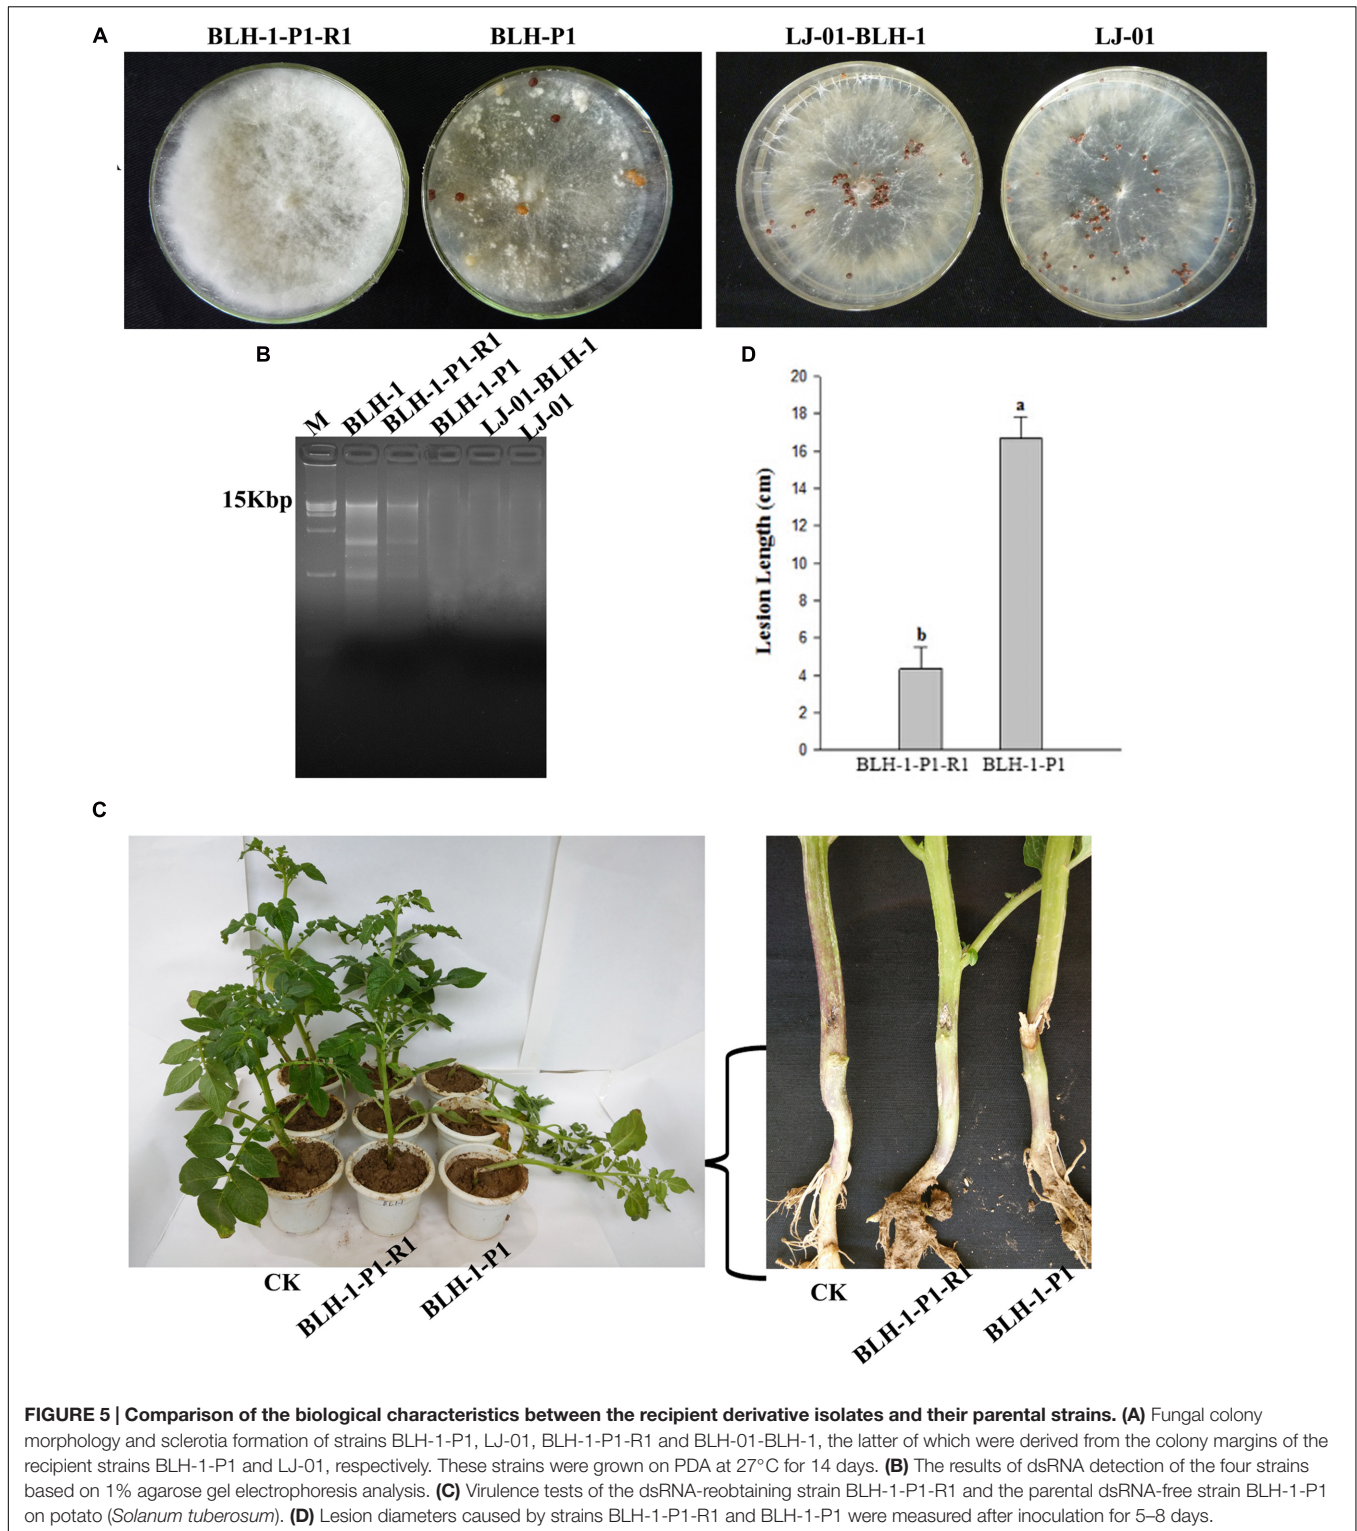 A
BLH-1-P1-R1
BLH-P1
LJ-01-BLH-1
LJ-01
B
M
BLH-1
BLH-1-P1-R1
BLH-1-P1
LJ-01-BLH-1
LJ-01
15Kbp
D
20
18
16
14
12
10
8
6
4
2
0
Lesion Length (cm)
b
a
BLH-1-P1-R1 BLH-1-P1
C
CK
BLH-1-P1-R1
BLH-1-P1
CK
BLH-1-P1-R1
BLH-1-P1
FIGURE 5 | Comparison of the biological characteristics between the recipient derivative isolates and their parental strains. (A) Fungal colony
morphology and sclerotia formation of strains BLH-1-P1, LJ-01, BLH-1-P1-R1 and BLH-01-BLH-1, the latter of which were derived from the colony margins of the
recipient strains BLH-1-P1 and LJ-01, respectively. These strains were grown on PDA at 27°C for 14 days. (B) The results of dsRNA detection of the four strains
based on 1% agarose gel electrophoresis analysis. (C) Virulence tests of the dsRNA-reobtaining strain BLH-1-P1-R1 and the parental dsRNA-free strain BLH-1-P1
on potato (Solanum tuberosum). (D) Lesion diameters caused by strains BLH-1-P1-R1 and BLH-1-P1 were measured after inoculation for 5–8 days.